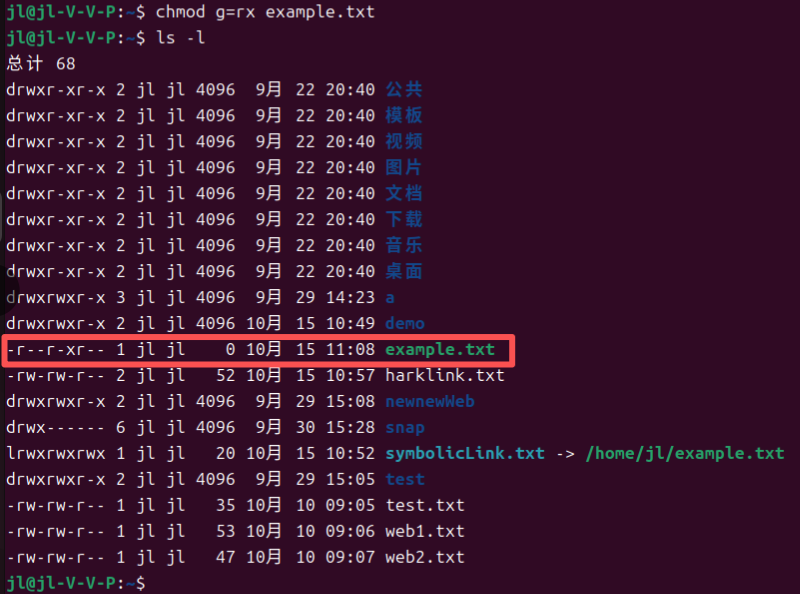 jl@jl-V-V-P:~$ chmod g=rx example.txt
jl@jl-V-V-P:~$ ls -l
总计 68
drwxr-xr-x 2 jl jl 4096  9月 22 20:40 公共
drwxr-xr-x 2 jl jl 4096  9月 22 20:40 模板
drwxr-xr-x 2 jl jl 4096  9月 22 20:40 视频
drwxr-xr-x 2 jl jl 4096  9月 22 20:40 图片
drwxr-xr-x 2 jl jl 4096  9月 22 20:40 文档
drwxr-xr-x 2 jl jl 4096  9月 22 20:40 下载
drwxr-xr-x 2 jl jl 4096  9月 22 20:40 音乐
drwxr-xr-x 2 jl jl 4096  9月 22 20:40 桌面
drwxrwxr-x 3 jl jl 4096  9月 29 14:23 a
drwxrwxr-x 2 jl jl 4096 10月 15 10:49 demo
-r--r-xr-- 1 jl jl    0 10月 15 11:08 example.txt
-rw-rw-r-- 2 jl jl   52 10月 15 10:57 harklink.txt
drwxrwxr-x 2 jl jl 4096  9月 29 15:08 newnewWeb
drwx------ 6 jl jl 4096  9月 30 15:28 snap
lrwxrwxrwx 1 jl jl   20 10月 15 10:52 symbolicLink.txt -> /home/jl/example.txt
drwxrwxr-x 2 jl jl 4096  9月 29 15:05 test
-rw-rw-r-- 1 jl jl   35 10月 10 09:05 test.txt
-rw-rw-r-- 1 jl jl   53 10月 10 09:06 web1.txt
-rw-rw-r-- 1 jl jl   47 10月 10 09:07 web2.txt
jl@jl-V-V-P:~$